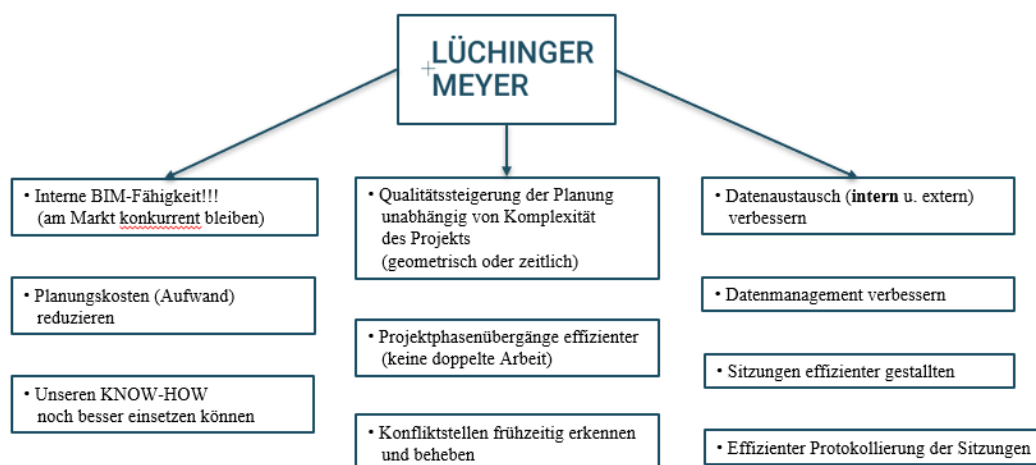 LÜCHINGER
MEYER
• Interne BIM-Fähigkeit!!!
(am Markt konkurrent bleiben)
• Planungskosten (Aufwand)
reduzieren
• Unseren KNOW-HOW
noch besser einsetzen können
• Qualitätssteigerung der Planung
unabhängig von Komplexität
des Projekts
(geometrisch oder zeitlich)
• Projektphasenübergänge effizienter
(keine doppelte Arbeit)
• Konfliktstellen frühzeitig erkennen
und beheben
• Datenaustausch (intern u. extern)
verbessern
• Datenmanagement verbessern
• Sitzungen effizienter gestallten
• Effizienter Protokollierung der Sitzungen